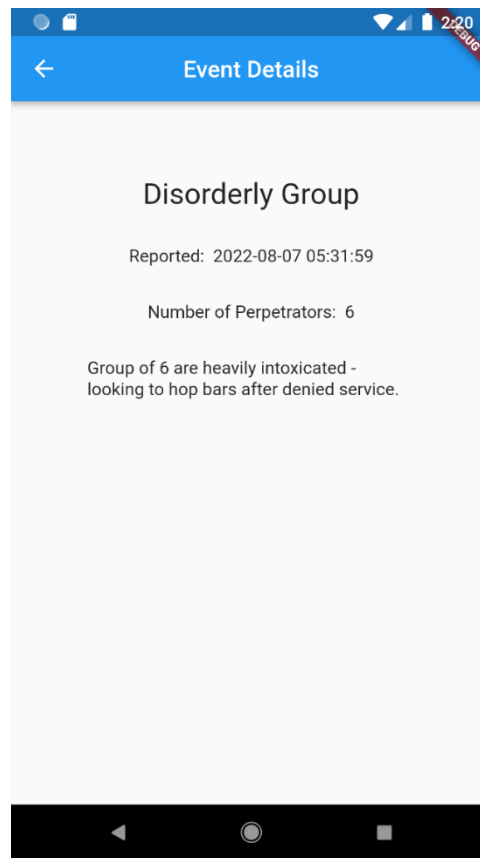 2:20
DEBUG
Event Details
Disorderly Group
Reported: 2022-08-07 05:31:59
Number of Perpetrators: 6
Group of 6 are heavily intoxicated -
looking to hop bars after denied service.